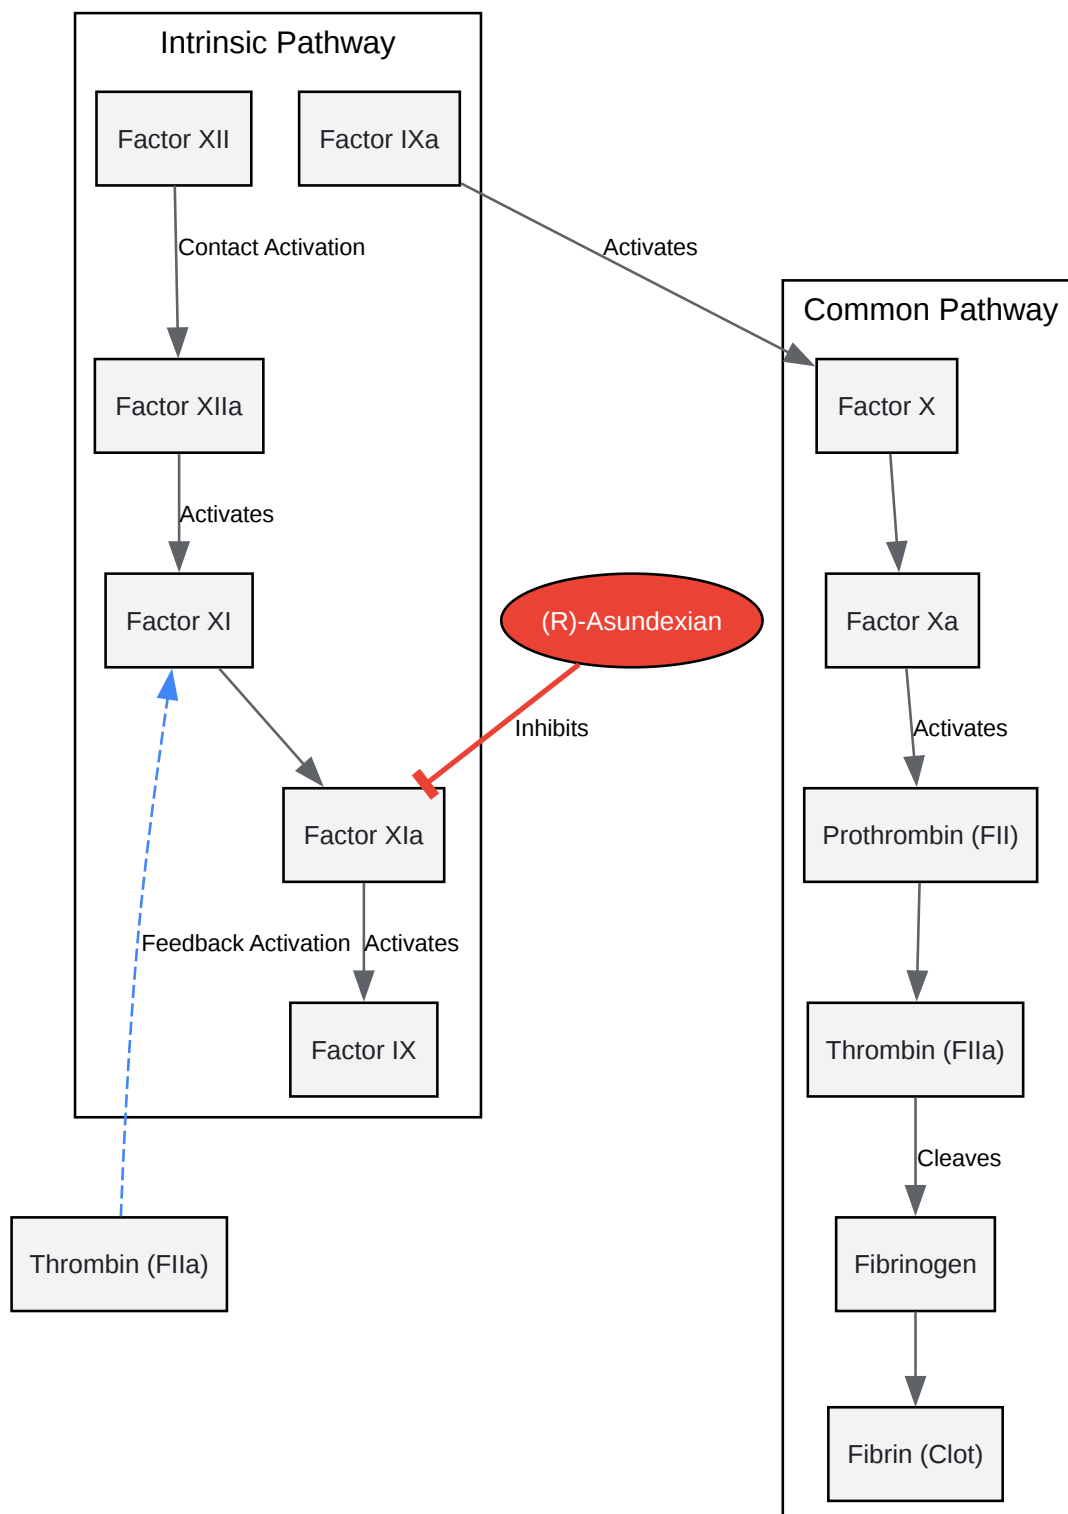 Intrinsic Pathway
Factor XII
Factor IXa
Contact Activation
Activates
Common Pathway
Factor XIIa
Factor X
Activates
Factor XI
(R)-Asundexian
Factor Xa
Inhibits
Activates
Factor XIa
Prothrombin (FII)
Feedback Activation
Activates
Factor IX
Thrombin (FIIa)
Cleaves
Thrombin (FIIa)
Fibrinogen
Fibrin (Clot)